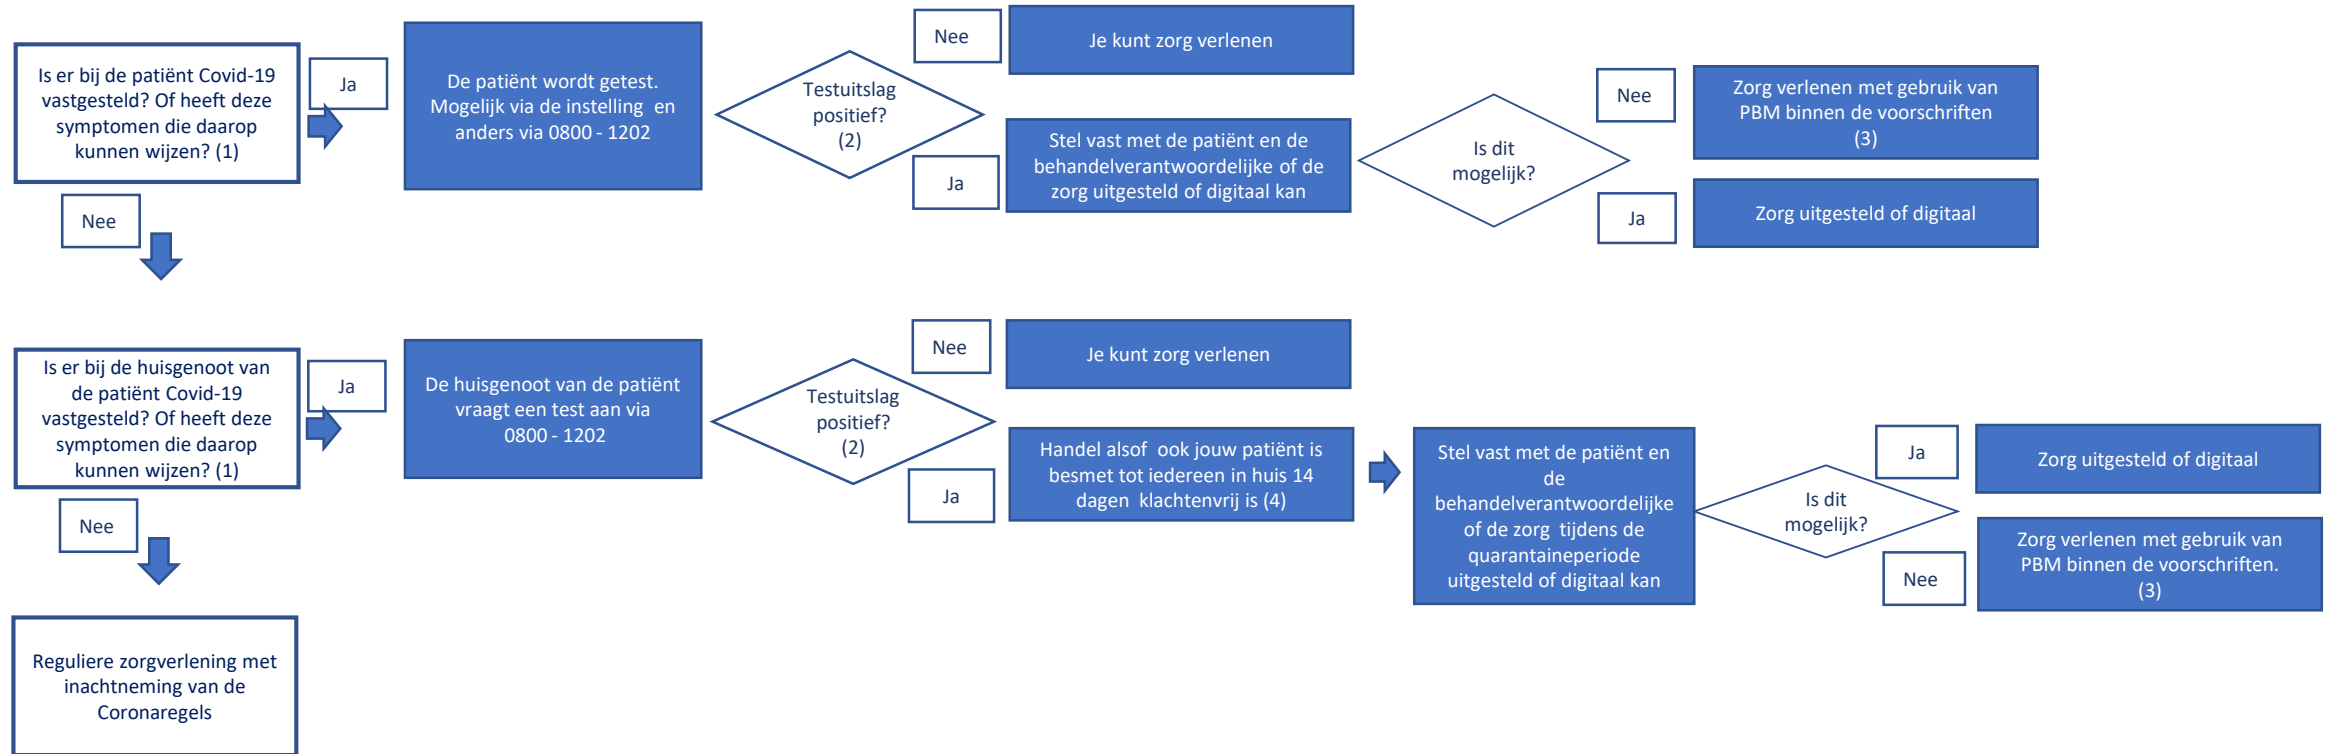 Is er bij de patiënt Covid-19
vastgesteld? Of heeft deze
symptomen die daarop
kunnen wijzen? (1)
Ja
Nee
De patiënt wordt getest.
Mogelijk via de instelling en
anders via 0800 - 1202
Testuitslag
positief?
(2)
Nee
Je kunt zorg verlenen
Ja
Stel vast met de patiënt en de
behandelverantwoordelijke of de
zorg uitgesteld of digitaal kan
Is dit
mogelijk?
Nee
Zorg verlenen met gebruik van
PBM binnen de voorschriften
(3)
Ja
Zorg uitgesteld of digitaal
Is er bij de huisgenoot van
de patiënt Covid-19
vastgesteld? Of heeft deze
symptomen die daarop
kunnen wijzen? (1)
Ja
Nee
De huisgenoot van de patiënt
vraagt een test aan via
0800 - 1202
Testuitslag
positief?
(2)
Nee
Je kunt zorg verlenen
Ja
Handel alsof ook jouw patiënt is
besmet tot iedereen in huis 14
dagen klachtenvrij is (4)
Stel vast met de patiënt en
de
behandelverantwoordelijke
of de zorg tijdens de
quarantaineperiode
uitgesteld of digitaal kan
Is dit
mogelijk?
Ja
Zorg uitgesteld of digitaal
Nee
Zorg verlenen met gebruik van
PBM binnen de voorschriften.
(3)
Reguliere zorgverlening met
inachtneming van de
Coronaregels